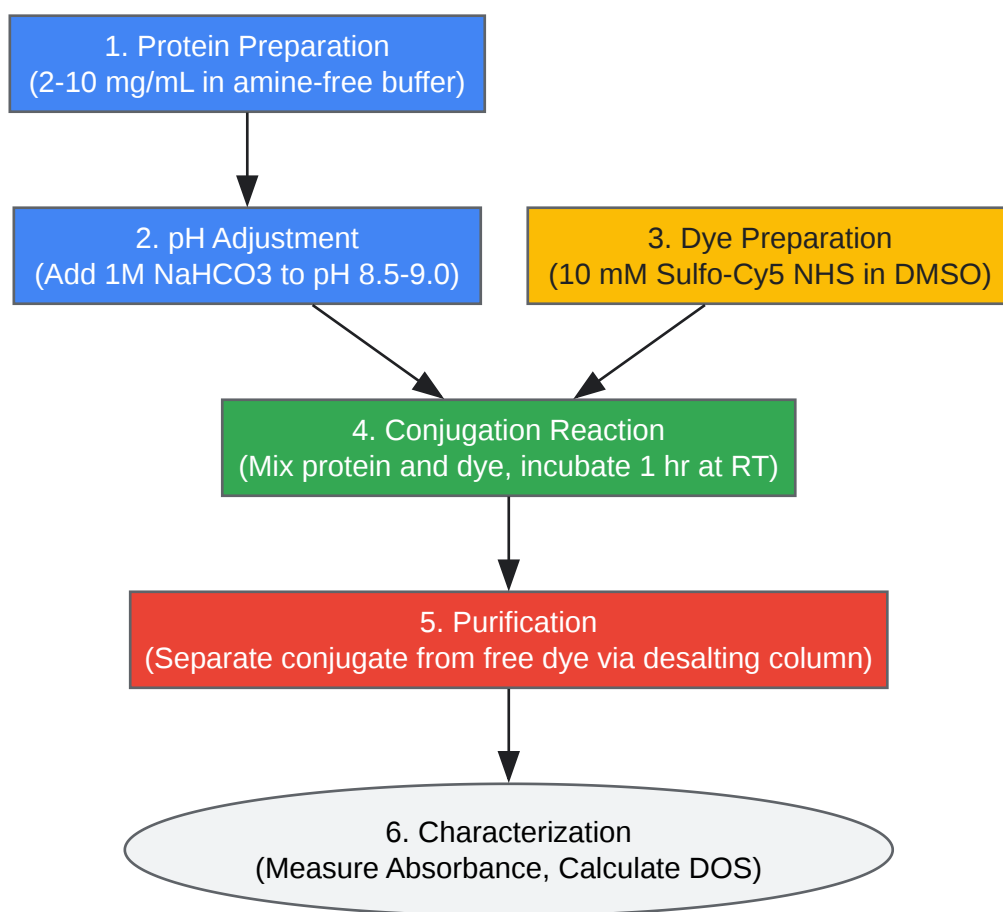 1. Protein Preparation
(2-10 mg/mL in amine-free buffer)
2. pH Adjustment
(Add 1M NaHCO3 to pH 8.5-9.0)
3. Dye Preparation
(10 mM Sulfo-Cy5 NHS in DMSO)
4. Conjugation Reaction
(Mix protein and dye, incubate 1 hr at RT)
5. Purification
(Separate conjugate from free dye via desalting column)
6. Characterization
(Measure Absorbance, Calculate DOS)